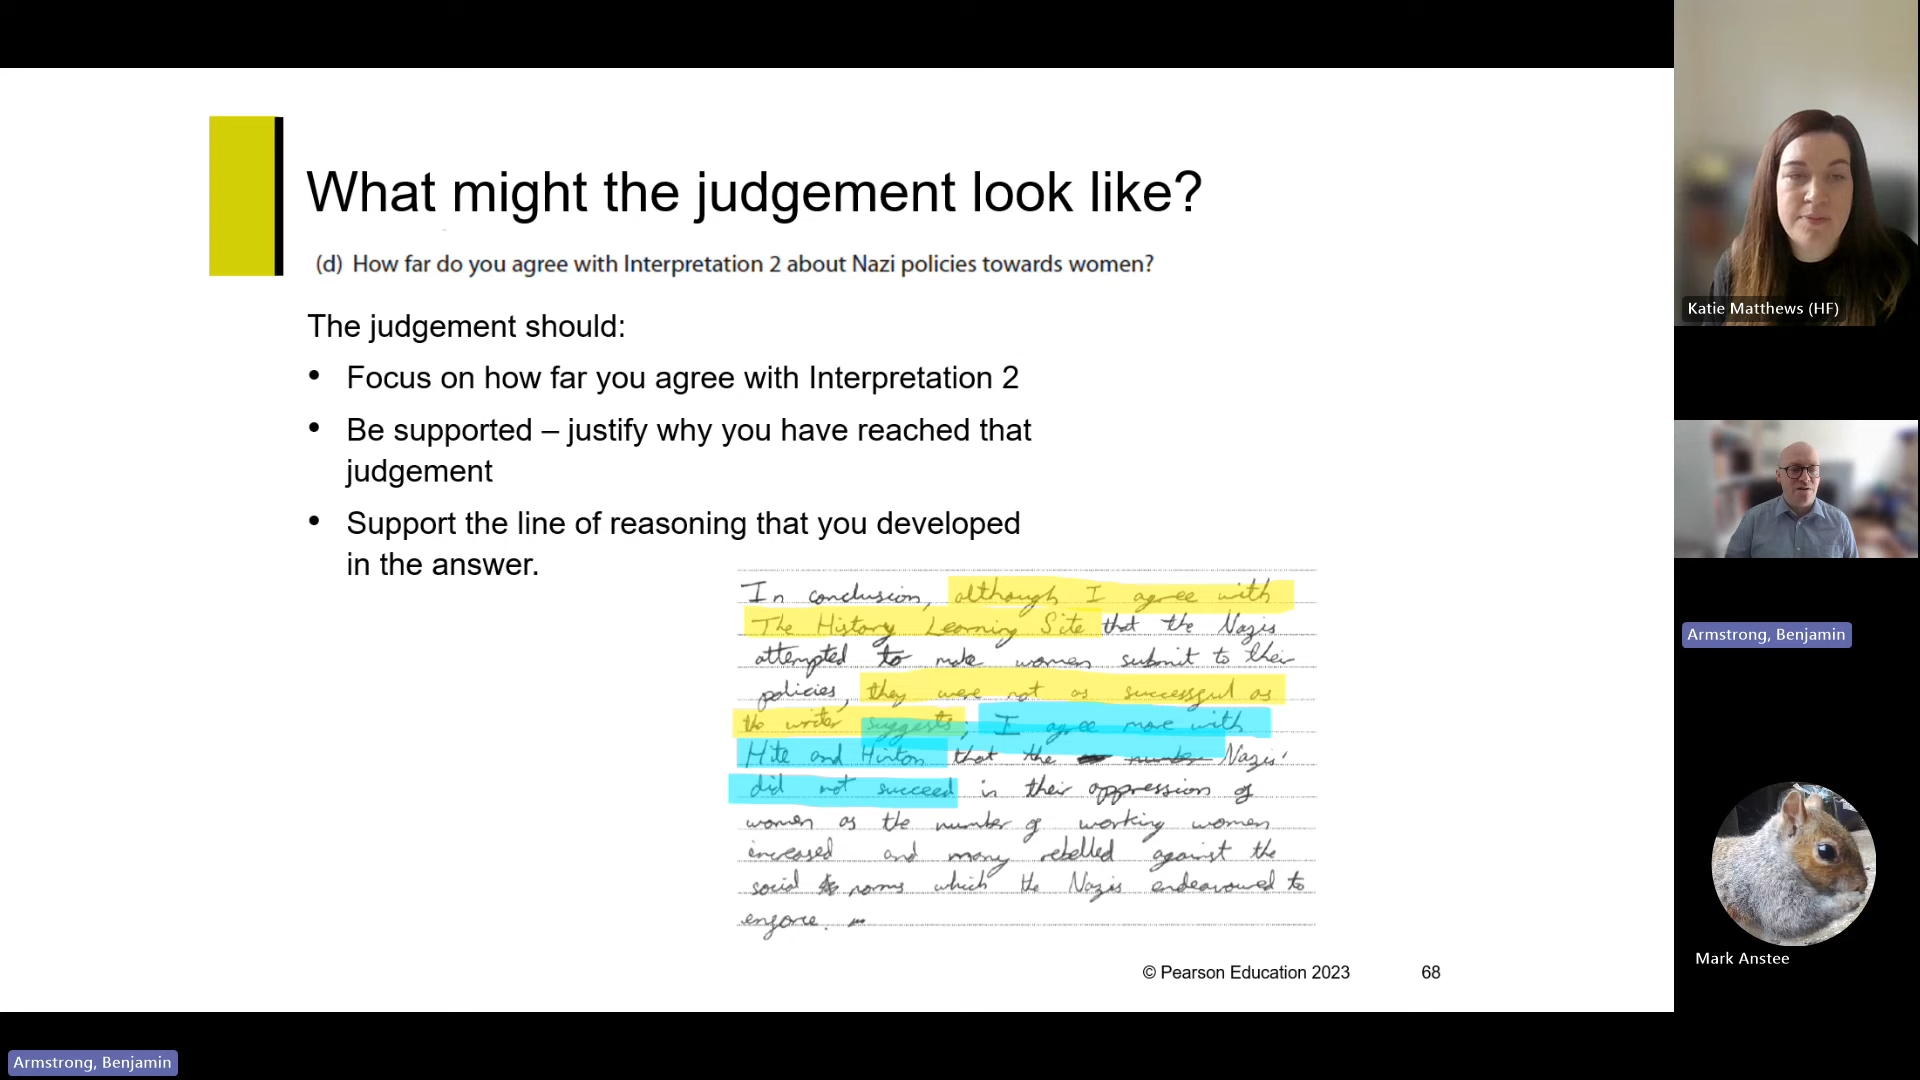 What might the judgement look like?
(d) How far do you agree with Interpretation 2 about Nazi policies towards women?
The judgement should:
• Focus on how far you agree with Interpretation 2
• Be supported – justify why you have reached that
judgement
• Support the line of reasoning that you developed
in the answer.
In conclusion, although I agree with
The History Learning Site that the Nazis
attempted to make women submit to their
policies, they were not as successful as
the writer suggests; I agree more with
Hite and Hinton that the number Nazis'
did not succeed in their oppression of
women as the number of working women
increased and many rebelled against the
social norms which the Nazis endeavoured to
enforce.
© Pearson Education 2023 68
Katie Matthews (HF)
Armstrong, Benjamin
Mark Anstee
Armstrong, Benjamin